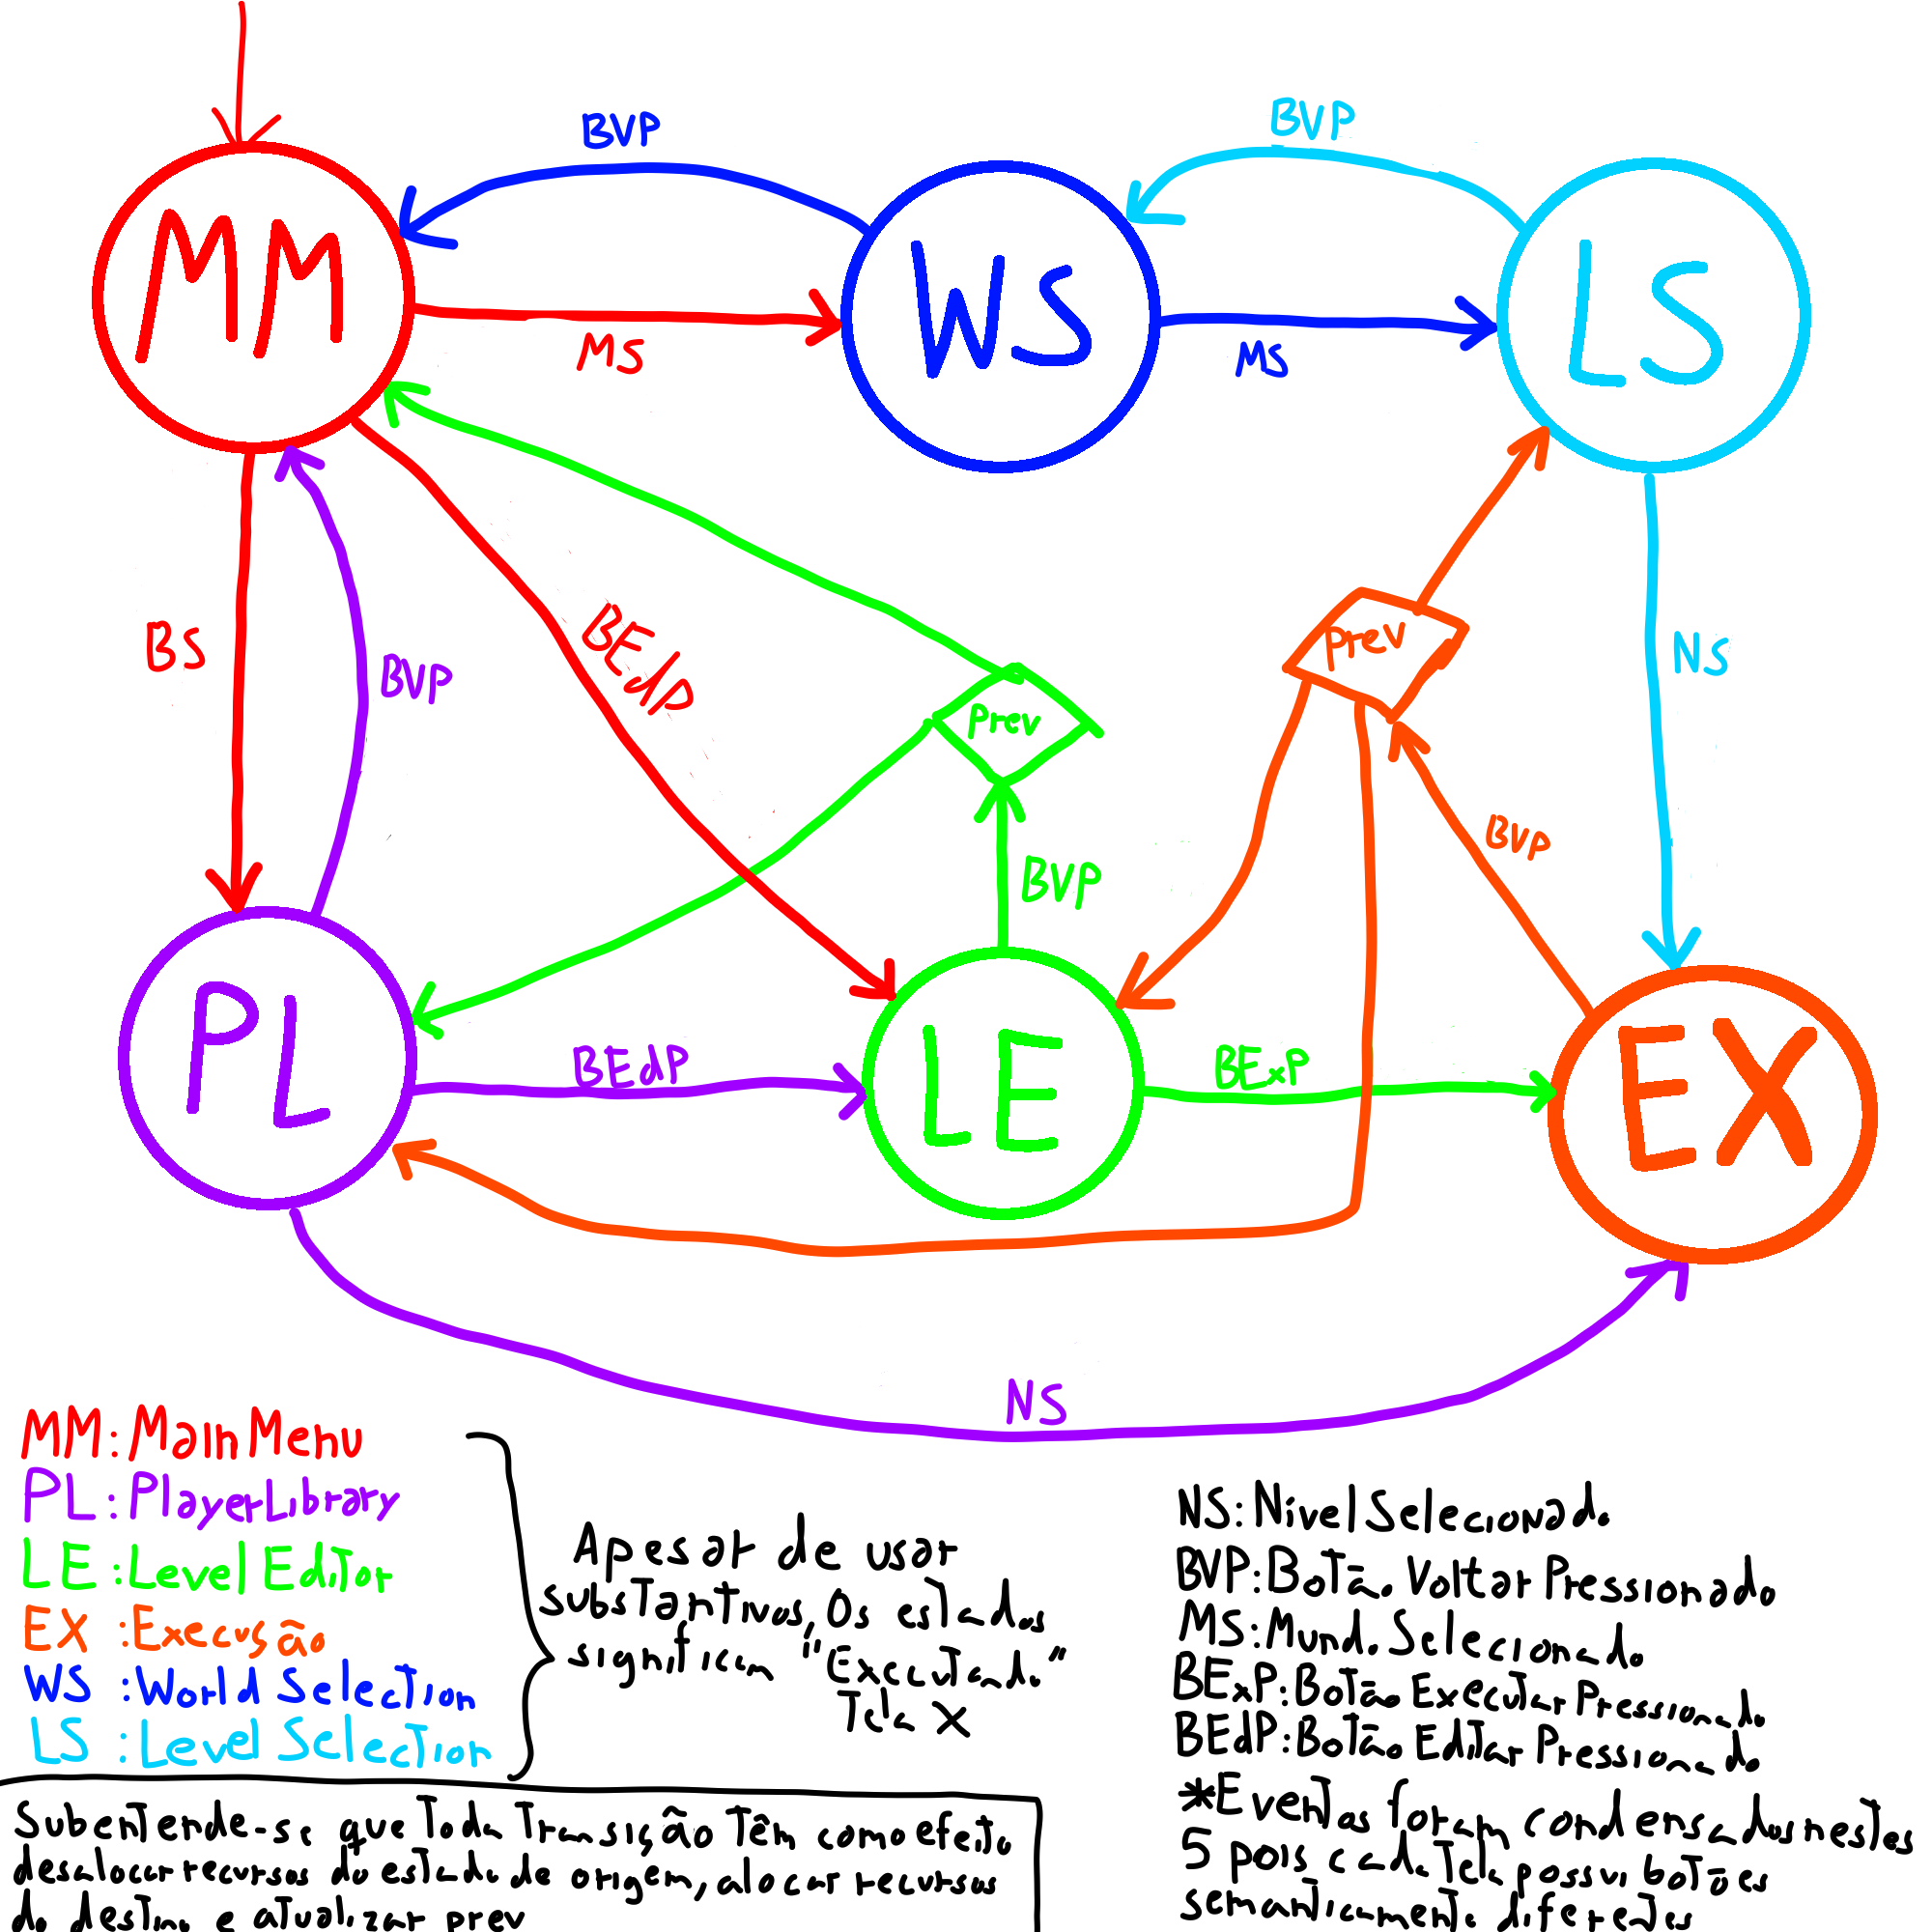 BVP
BVP
MM
WS
LS
MS
MS
BS
BVP
BEdP
Prev
Prev
NS
BVP
BVP
PL
BEdP
LE
BExP
EX
NS
MM: Main Menu
PL: PlayerLibrary
LE: Level Editor
EX: Execução
WS: World Selection
LS: Level Selection
Apesar de usar
substantivos, Os estados
significam "Executando
Tela X"
NS: Nivel Selecionado
BVP: Botão Voltar Pressionado
MS: Mundo Selecionado
BExP: Botão Executar Pressionado
BEdP: Botão Editar Pressionado
*Eventos foram condensados nestes
5 pois cada Tela possui botões
semanticamente diferentes
Subentende-se que Toda Transição Têm como efeito
desalocar recursos do estado de origem, alocar recursos
do destino e atualizar prev